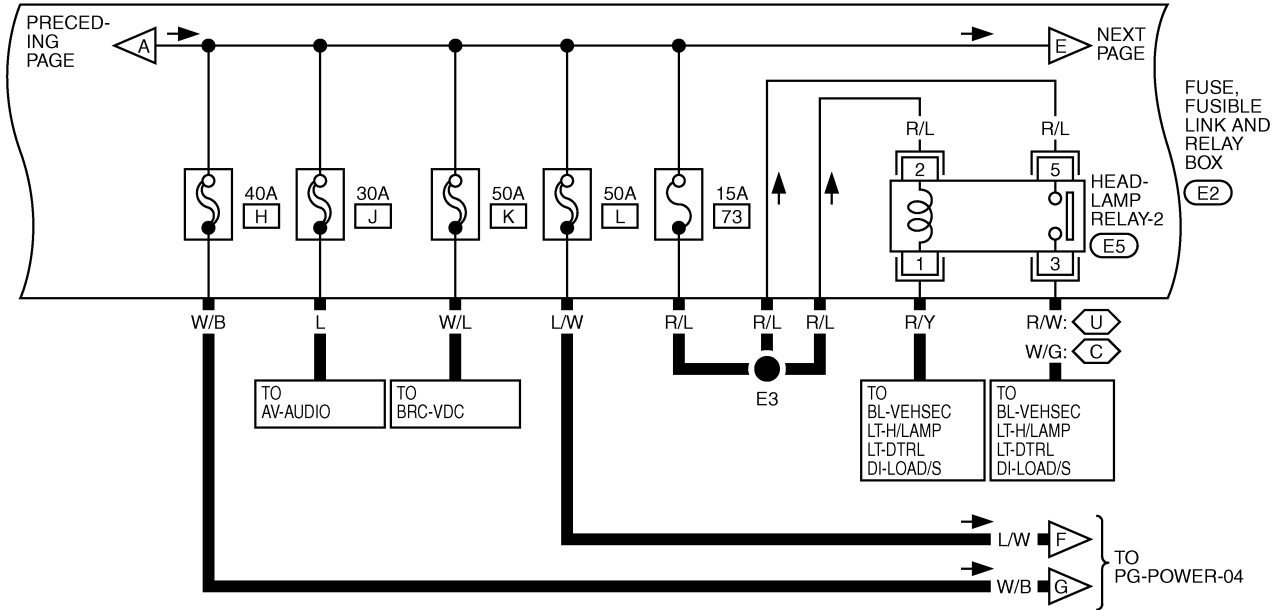 PRECED-
ING
PAGE
A
E
NEXT
PAGE
FUSE,
FUSIBLE
LINK AND
RELAY
BOX
E2
R/L
R/L
2
5
40A
H
30A
J
50A
K
50A
L
15A
73
HEAD-
LAMP
RELAY-2
E5
1
3
W/B
L
W/L
L/W
R/L
R/L
R/L
R/Y
R/W: U
W/G: C
E3
TO
AV-AUDIO
TO
BRC-VDC
TO
BL-VEHSEC
LT-H/LAMP
LT-DTRL
DI-LOAD/S
TO
BL-VEHSEC
LT-H/LAMP
LT-DTRL
DI-LOAD/S
L/W F
W/B G
TO
PG-POWER-04